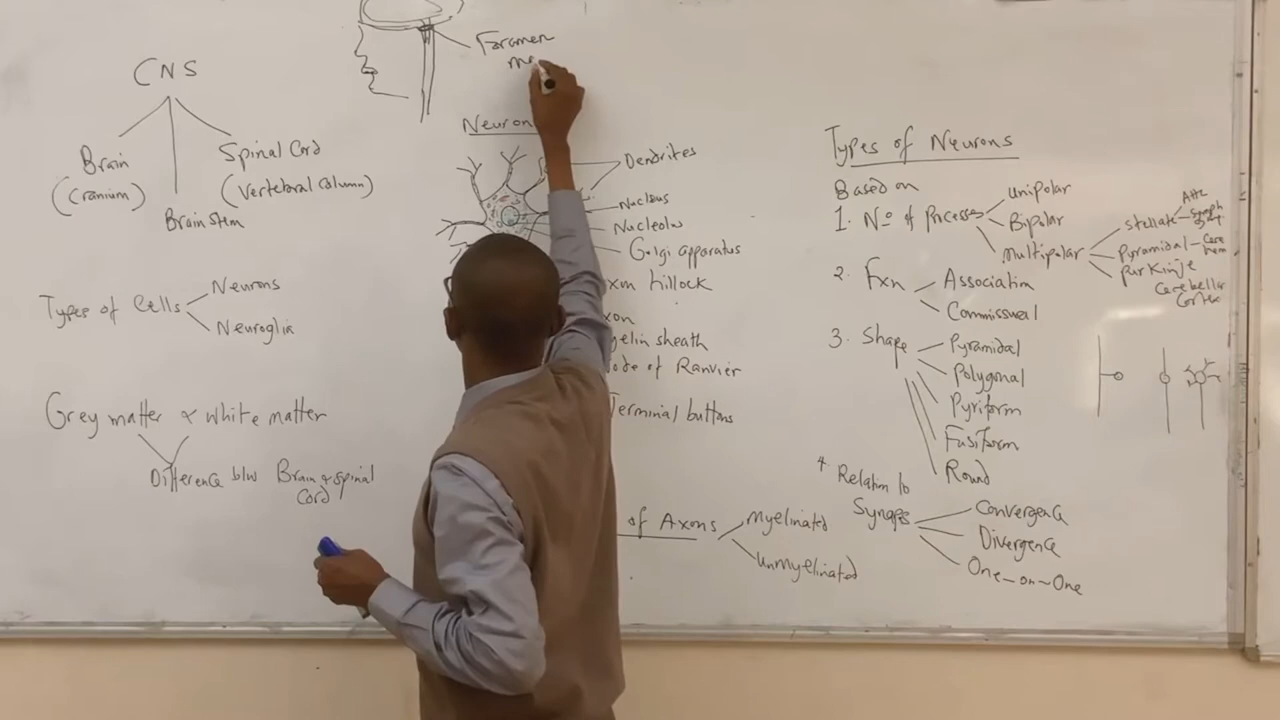 CNS
Brain
(Cranium)
Brain Stem
Spinal Cord
(Vertebral Column)
Types of Cells
Neurons
Neuroglia
Grey matter & White matter
Difference b/w Brain & Spinal
Cord
Foramen
Neuron
Dendrites
Nucleus
Nucleolus
Golgi apparatus
hillock
sheath
of Ranvier
Terminal buttons
of Axons
Myelinated
Unmyelinated
Types of Neurons
Based on
1. No of Processes
Unipolar
Bipolar
Multipolar
Stellate
Pyramidal
Purkinje
Cerebellar
Cortex
2. Fxn
Association
Commissural
3. Shape
Pyramidal
Polygonal
Pyriform
Fusiform
Round
4 Relation to
Synapse
Convergence
Divergence
One-on-One